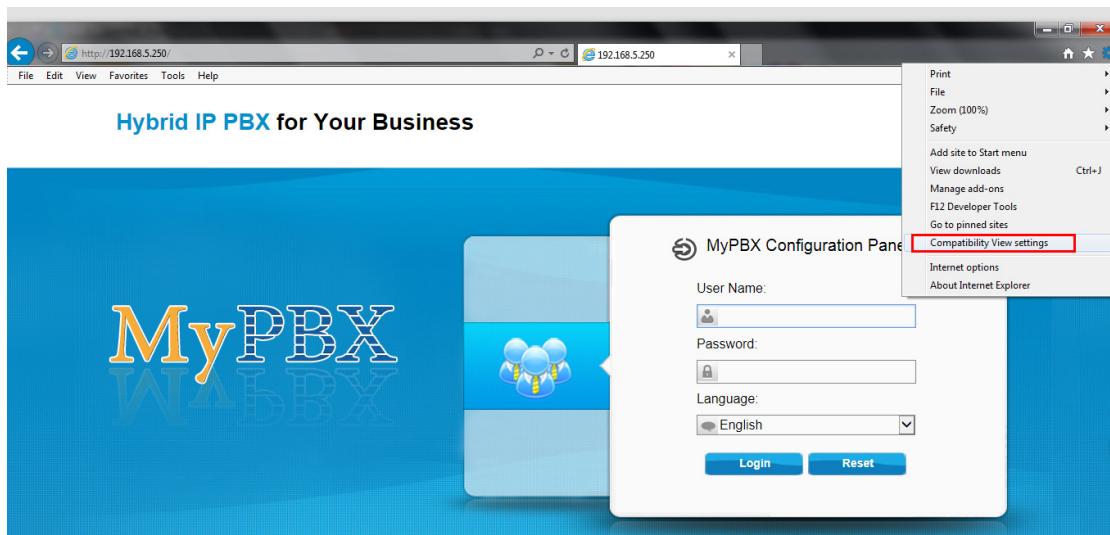 http://192.168.5.250/
192.168.5.250
File Edit View Favorites Tools Help
Hybrid IP PBX for Your Business
Print
File
Zoom (100%)
Safety
Add site to Start menu
View downloads Ctrl+J
Manage add-ons
F12 Developer Tools
Go to pinned sites
Compatibility View settings
Internet options
About Internet Explorer
MyPBX
MyPBX Configuration Pane
User Name:
Password:
Language:
English
Login Reset